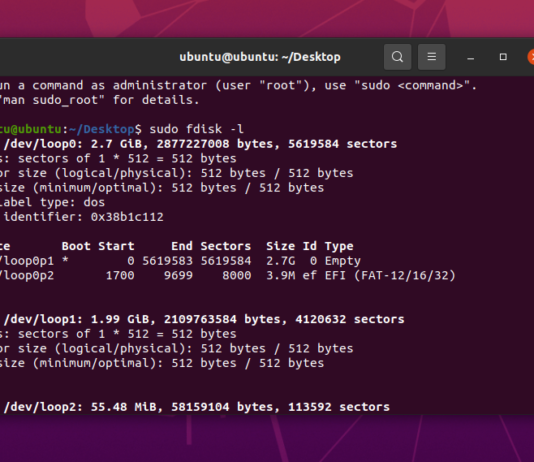 ubuntu@ubuntu: ~/Desktop
un a command as administrator (user "root"), use "sudo <command>".
"man sudo_root" for details.
tu@ubuntu:~/Desktop$ sudo fdisk -l
/dev/loop0: 2.7 GiB, 2877227008 bytes, 5619584 sectors
s: sectors of 1 * 512 = 512 bytes
or size (logical/physical): 512 bytes / 512 bytes
size (minimum/optimal): 512 bytes / 512 bytes
label type: dos
identifier: 0x38b1c112
ce Boot Start End Sectors Size Id Type
/loop0p1 * 0 5619583 5619584 2.7G 0 Empty
/loop0p2 1700 9699 8000 3.9M ef EFI (FAT-12/16/32)
/dev/loop1: 1.99 GiB, 2109763584 bytes, 4120632 sectors
s: sectors of 1 * 512 = 512 bytes
or size (logical/physical): 512 bytes / 512 bytes
size (minimum/optimal): 512 bytes / 512 bytes
/dev/loop2: 55.48 MiB, 58159104 bytes, 113592 sectors